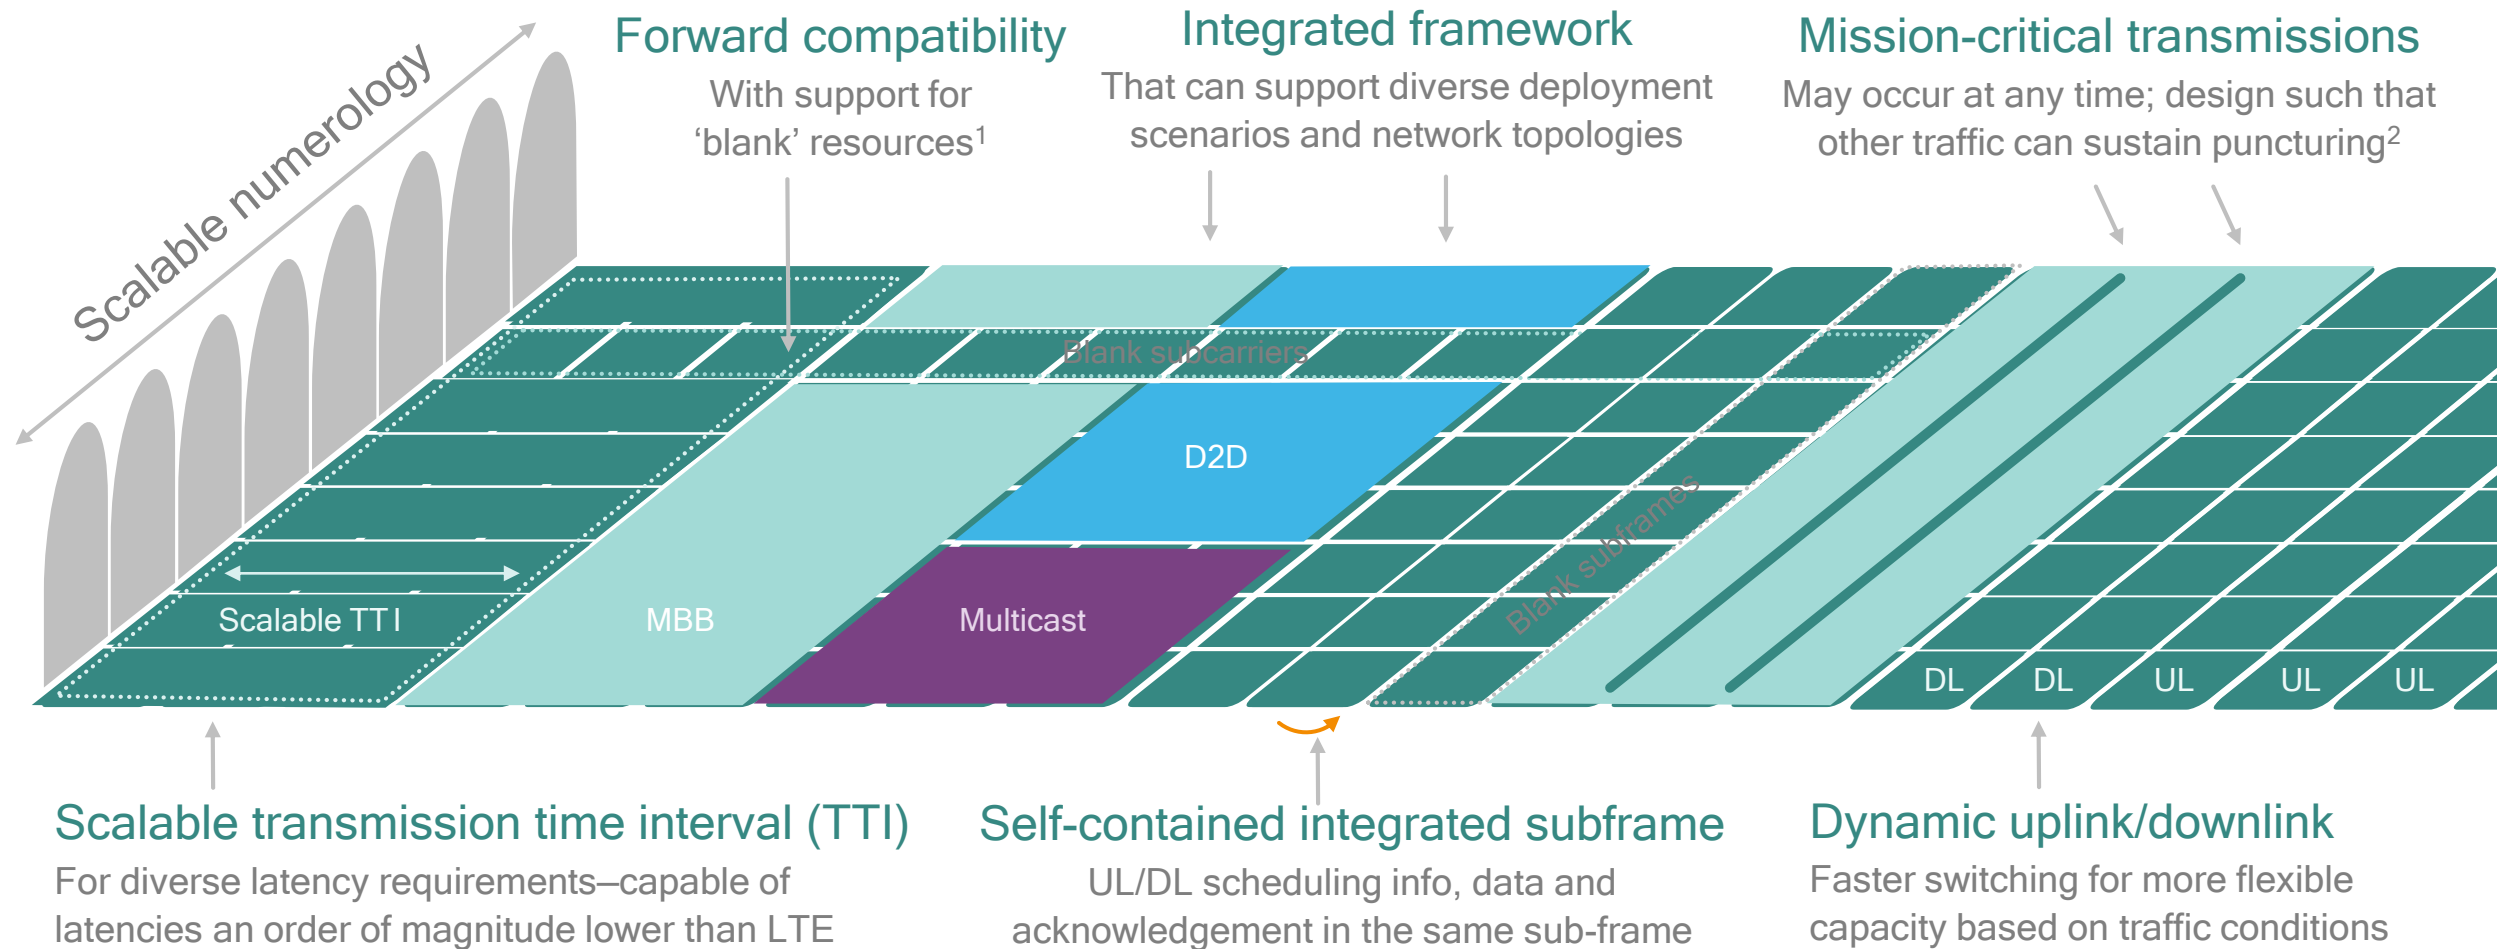 Scalable numerology
Forward compatibility
With support for
‘blank’ resources1
Integrated framework
That can support diverse deployment
scenarios and network topologies
Mission-critical transmissions
May occur at any time; design such that
other traffic can sustain puncturing2
Blank subcarriers
D2D
Blank subframes
Scalable TTI
MBB
Multicast
DL DL UL UL UL
Scalable transmission time interval (TTI)
For diverse latency requirements—capable of
latencies an order of magnitude lower than LTE
Self-contained integrated subframe
UL/DL scheduling info, data and
acknowledgement in the same sub-frame
Dynamic uplink/downlink
Faster switching for more flexible
capacity based on traffic conditions